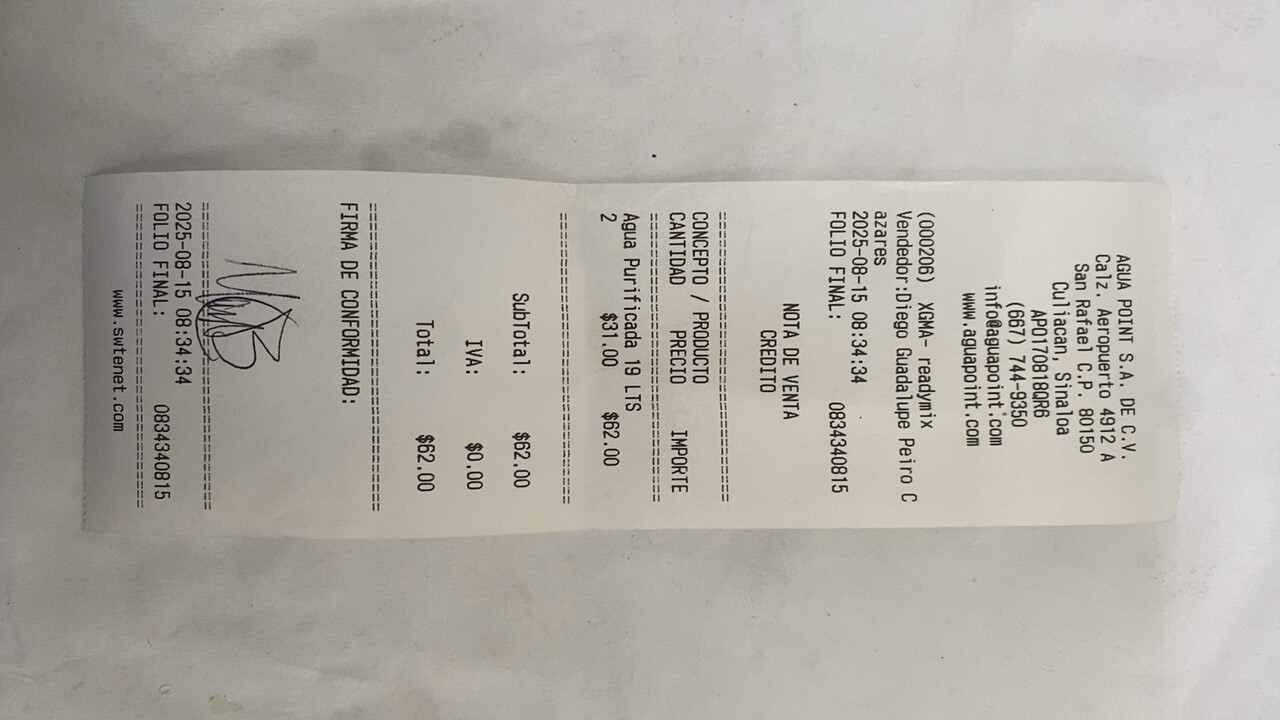 AGUA POINT S.A. DE C.V.
Calz. Aeropuerto 4912 A
San Rafael C.P. 80150
Culiacan, Sinaloa
APO170818QR6
(667) 744-9350
info@aguapoint.com
www.aguapoint.com
(000206) XGMA- readymix
Vendedor:Diego Guadalupe Peiro C
azares
2025-08-15 08:34:34
FOLIO FINAL: 0834340815
NOTA DE VENTA
CREDITO
================================
CONCEPTO / PRODUCTO
CANTIDAD PRECIO IMPORTE
================================
Agua Purificada 19 LTS
2 $31.00 $62.00
================================
SubTotal: $62.00
IVA: $0.00
Total: $62.00
================================
FIRMA DE CONFORMIDAD:
================================
2025-08-15 08:34:34
FOLIO FINAL: 0834340815
================================
www.swtenet.com